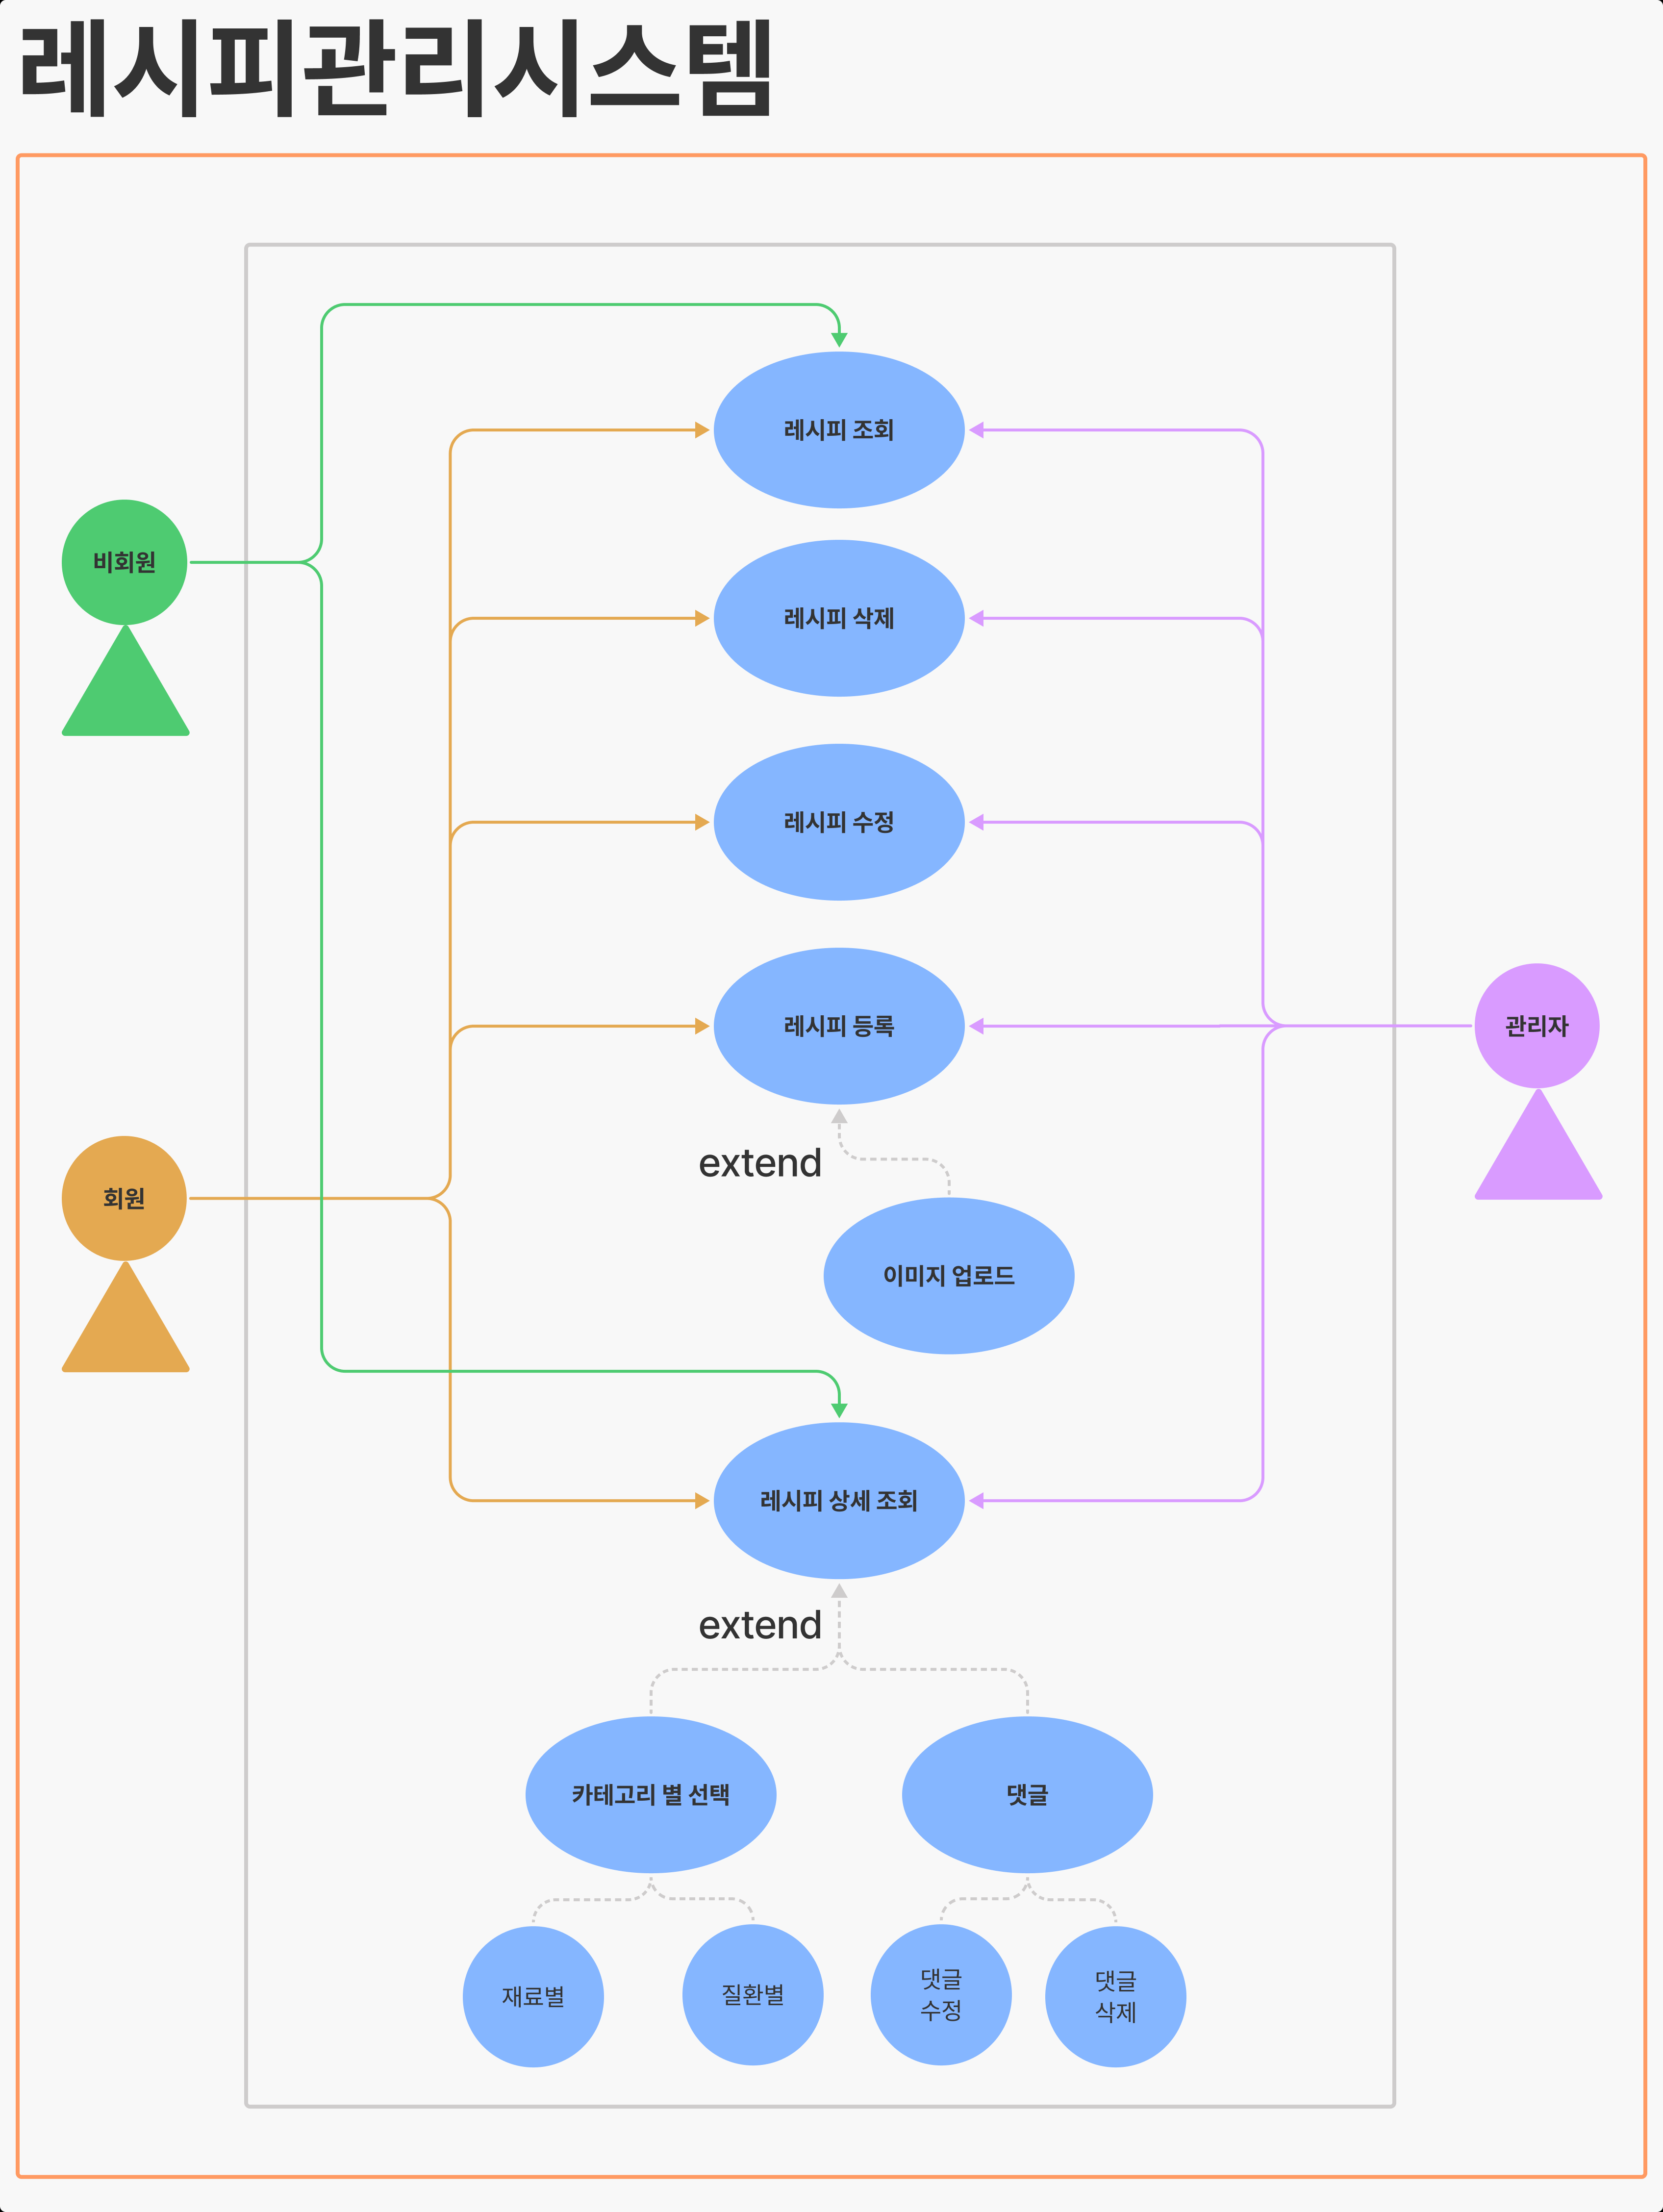 레시피관리시스템
레시피 조회
비회원
레시피 삭제
레시피 수정
레시피 등록
관리자
extend
회원
이미지 업로드
레시피 상세 조회
extend
카테고리 별 선택
댓글
재료별
질환별
댓글
수정
댓글
삭제